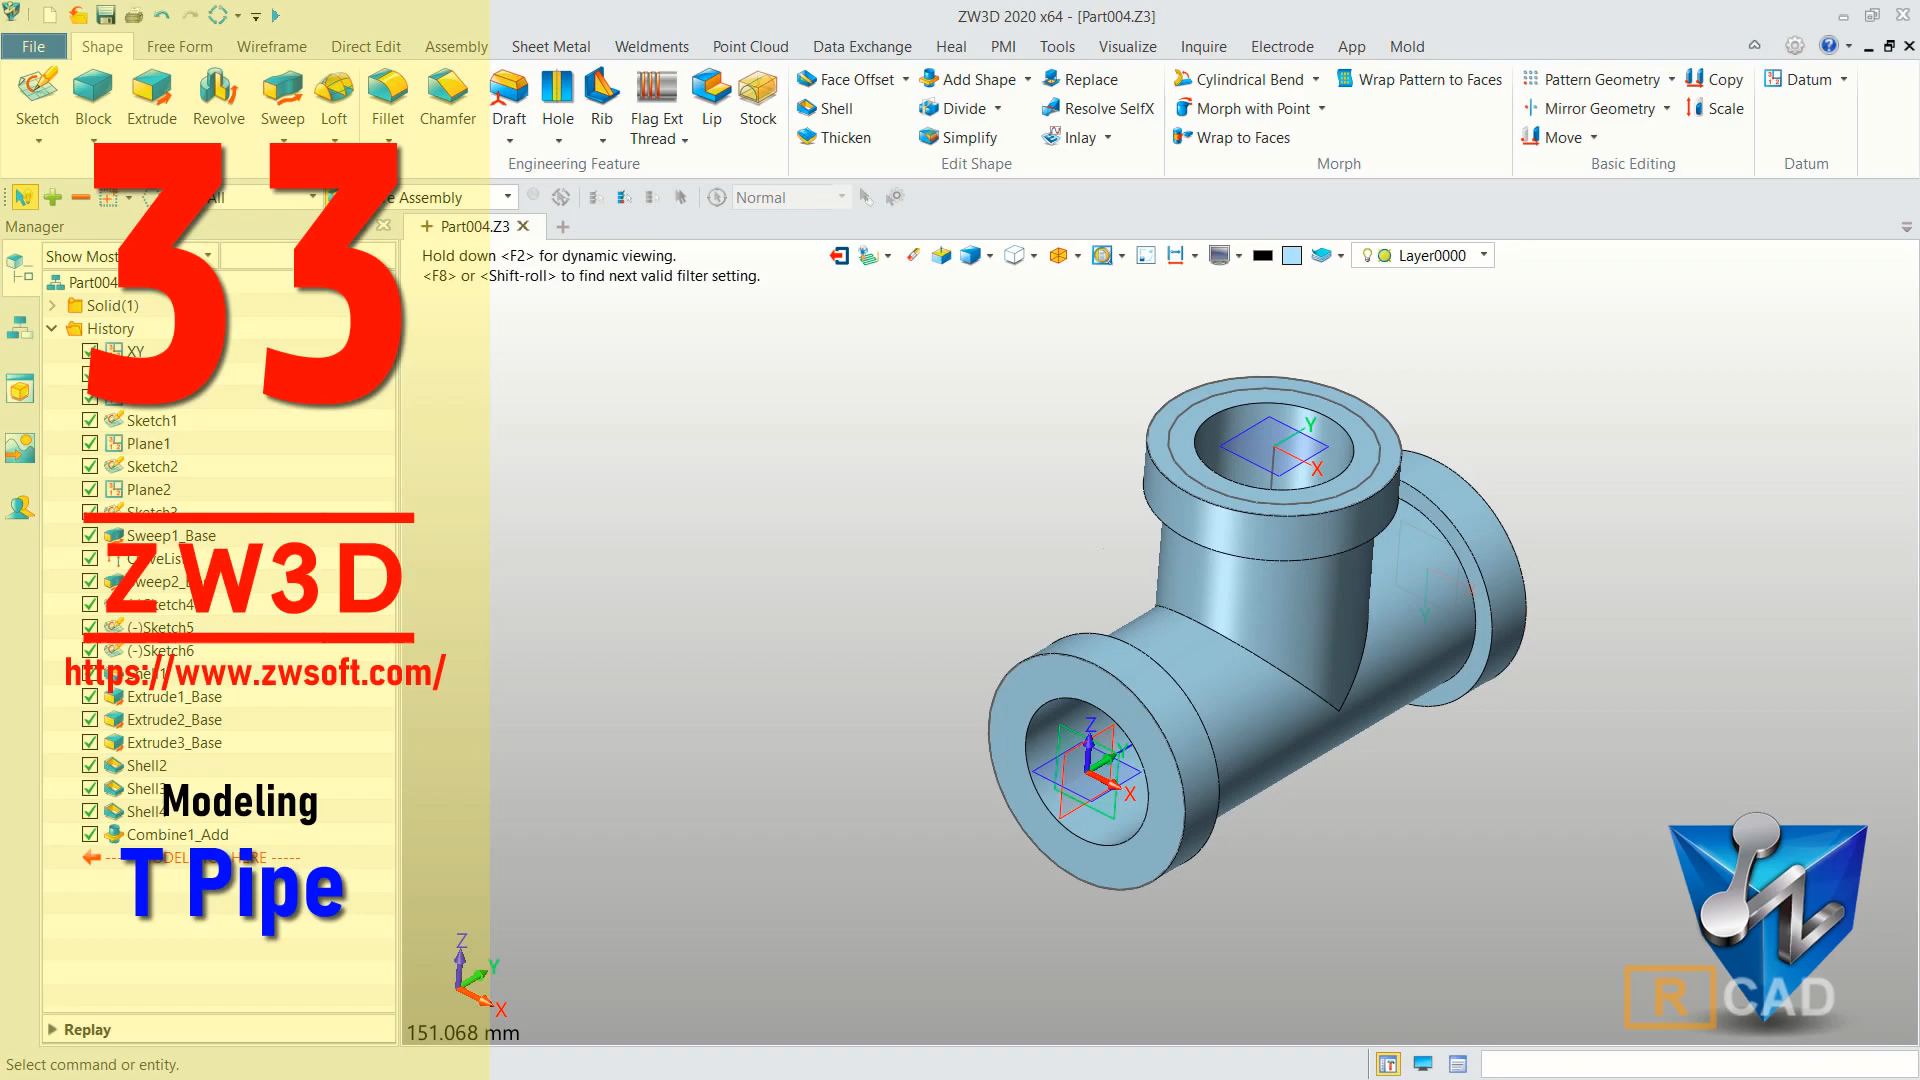 ZW3D 2020 x64 - [Part004.Z3]
File Shape Free Form Wireframe Direct Edit Assembly Sheet Metal Weldments Point Cloud Data Exchange Heal PMI Tools Visualize Inquire Electrode App Mold
Sketch Block Extrude Revolve Sweep Loft Fillet Chamfer Draft Hole Rib Flag Ext Thread Lip Stock
Engineering Feature
Face Offset Add Shape Replace
Shell Divide Resolve SelfX
Thicken Simplify Inlay
Edit Shape
Cylindrical Bend Wrap Pattern to Faces
Morph with Point
Wrap to Faces
Morph
Pattern Geometry Copy
Mirror Geometry Scale
Move
Basic Editing
Datum
Datum
33
All Assembly Normal
Manager
Part004.Z3
Show Most
Hold down <F2> for dynamic viewing.
<F8> or <Shift-roll> to find next valid filter setting.
Layer0000
Part004
Solid(1)
History
XY
Sketch1
Plane1
Sketch2
Plane2
Sketch3
Sweep1_Base
ZW3D
Sketch4
(-)Sketch5
(-)Sketch6
https://www.zwsoft.com/
Extrude1_Base
Extrude2_Base
Extrude3_Base
Shell2
Shell3
Shell4
Modeling
Combine1_Add
T Pipe
Replay
Y
X
Y
X
Z
Y
X
Z
Y
X
151.068 mm
R CAD
Select command or entity.